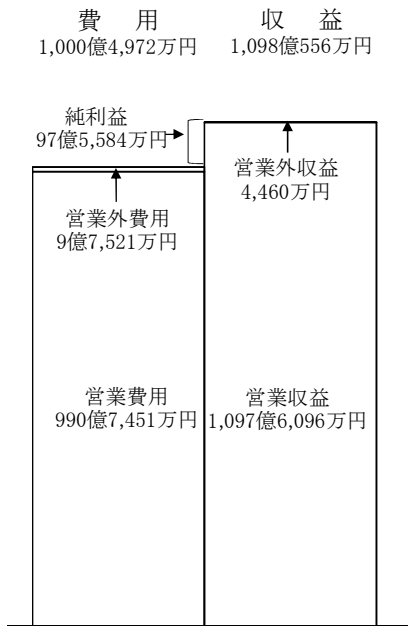 費　用
1,000億4,972万円
収　益
1,098億556万円
純利益
97億5,584万円
営業外費用
9億7,521万円
営業外収益
4,460万円
営業費用
990億7,451万円
営業収益
1,097億6,096万円